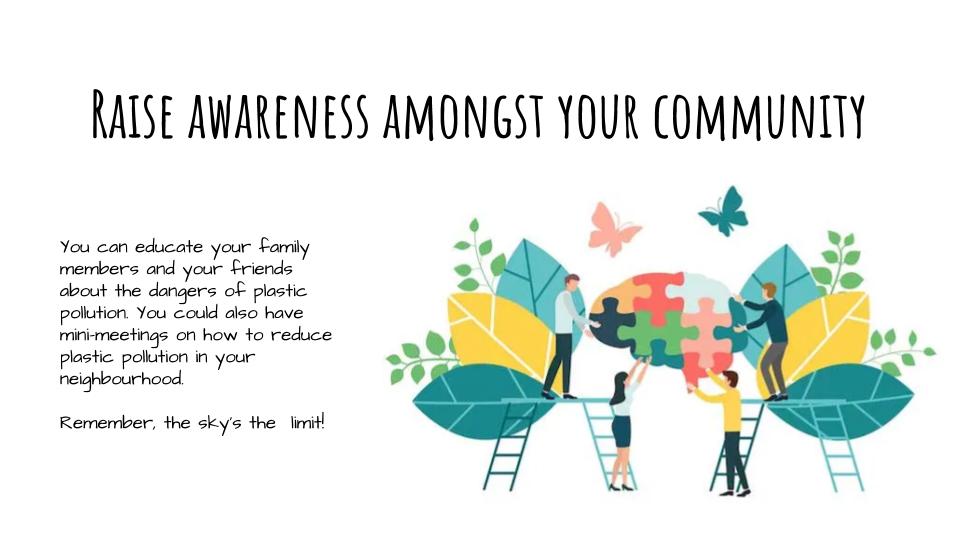 Raise awareness amongst your community
You can educate your family
members and your friends
about the dangers of plastic
pollution. You could also have
mini-meetings on how to reduce
plastic pollution in your
neighbourhood.
Remember, the sky's the limit!